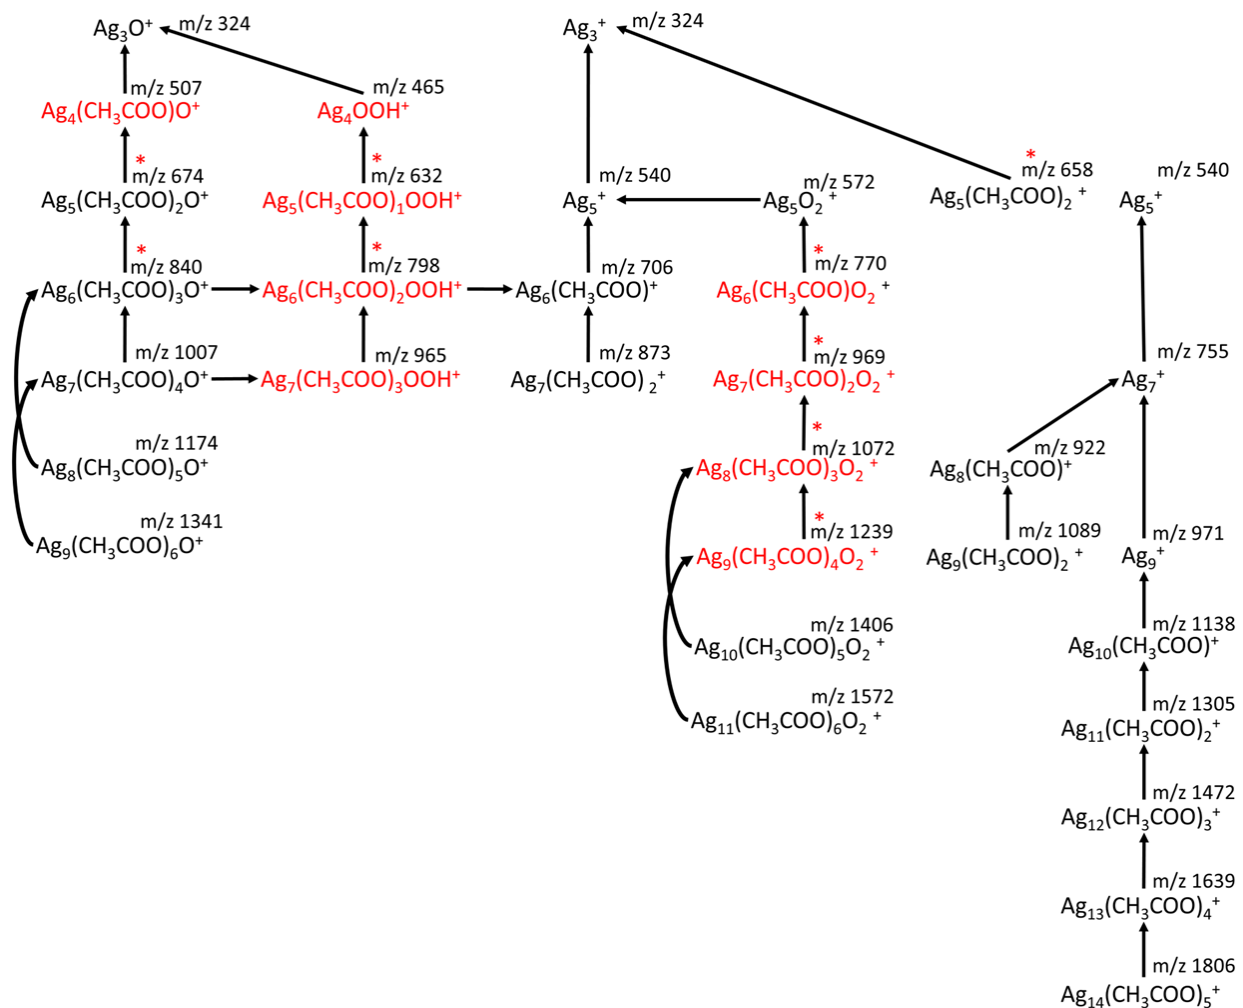 Ag₃O⁺ m/z 324 Ag₃⁺ m/z 324
m/z 507 m/z 465
Ag₄(CH₃COO)O⁺ Ag₄OOH⁺
* m/z 674 * m/z 632 m/z 540 m/z 572 * m/z 658 m/z 540
Ag₅(CH₃COO)₂O⁺ Ag₅(CH₃COO)₁OOH⁺ Ag₅⁺ Ag₅O₂⁺ Ag₅(CH₃COO)₂⁺ Ag₅⁺
* m/z 840 * m/z 798 m/z 706 * m/z 770
Ag₆(CH₃COO)₃O⁺ Ag₆(CH₃COO)₂OOH⁺ Ag₆(CH₃COO)⁺ Ag₆(CH₃COO)O₂⁺
m/z 1007 m/z 965 m/z 873 * m/z 969 m/z 755
Ag₇(CH₃COO)₄O⁺ Ag₇(CH₃COO)₃OOH⁺ Ag₇(CH₃COO)₂⁺ Ag₇(CH₃COO)₂O₂⁺ Ag₇⁺
m/z 1174 * m/z 1072 m/z 922
Ag₈(CH₃COO)₅O⁺ Ag₈(CH₃COO)₃O₂⁺ Ag₈(CH₃COO)⁺
m/z 1341 * m/z 1239 m/z 1089 m/z 971
Ag₉(CH₃COO)₆O⁺ Ag₉(CH₃COO)₄O₂⁺ Ag₉(CH₃COO)₂⁺ Ag₉⁺
m/z 1406 m/z 1138
Ag₁₀(CH₃COO)₅O₂⁺ Ag₁₀(CH₃COO)⁺
m/z 1572 m/z 1305
Ag₁₁(CH₃COO)₆O₂⁺ Ag₁₁(CH₃COO)₂⁺
m/z 1472
Ag₁₂(CH₃COO)₃⁺
m/z 1639
Ag₁₃(CH₃COO)₄⁺
m/z 1806
Ag₁₄(CH₃COO)₅⁺